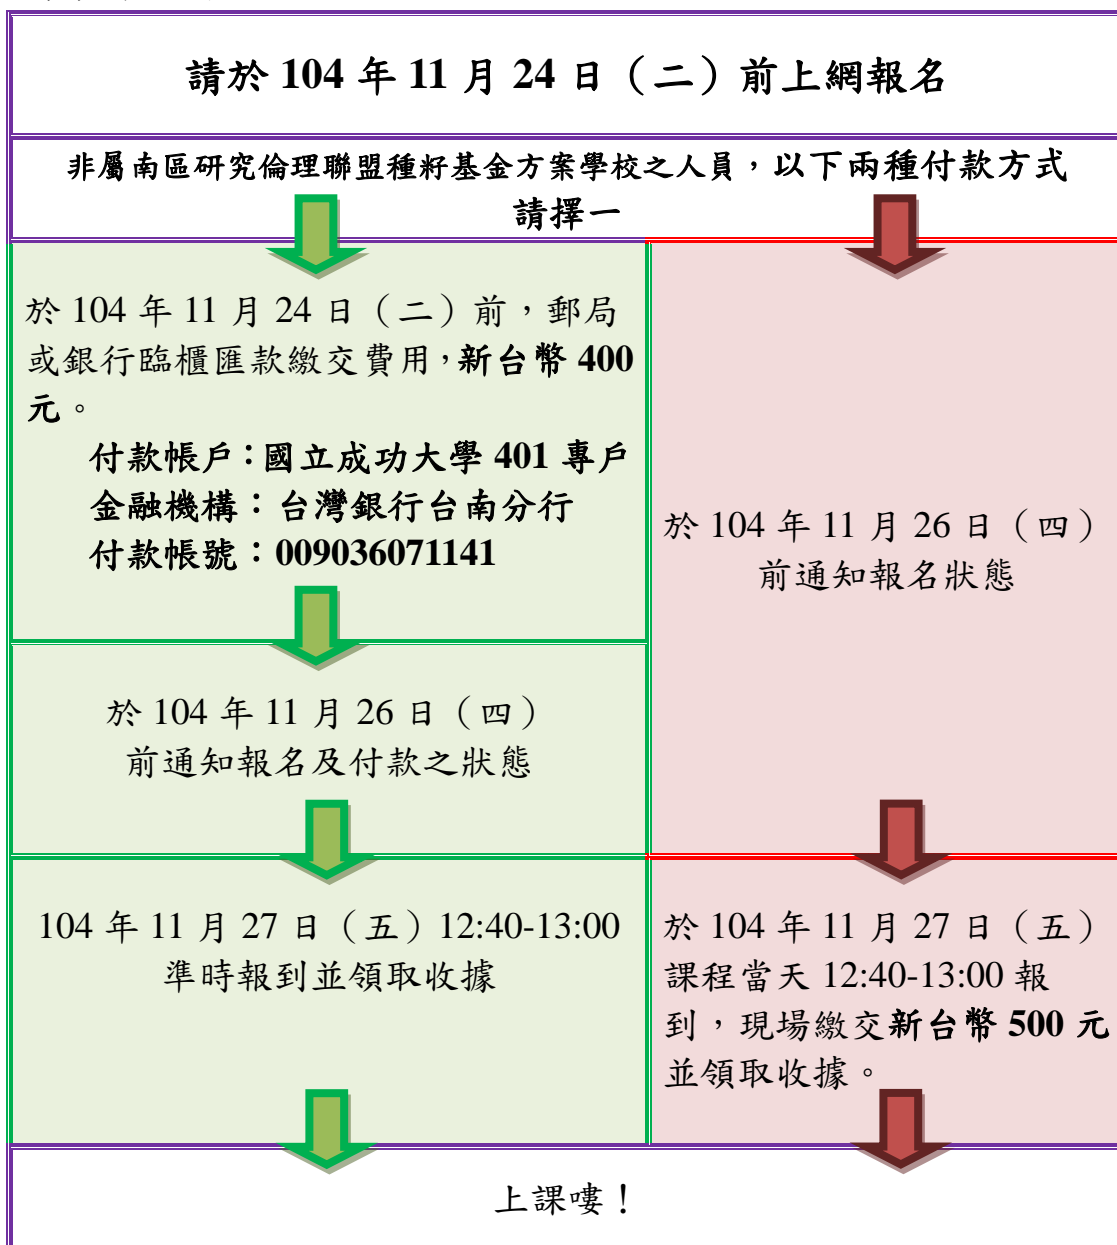 請於 104 年 11 月 24 日（二）前上網報名
非屬南區研究倫理聯盟種籽基金方案學校之人員，以下兩種付款方式
請擇一
於 104 年 11 月 24 日（二）前，郵局
或銀行臨櫃匯款繳交費用，新台幣 400
元。
付款帳戶：國立成功大學 401 專戶
金融機構：台灣銀行台南分行
付款帳號：009036071141
於 104 年 11 月 26 日（四）
前通知報名及付款之狀態
104 年 11 月 27 日（五）12:40-13:00
準時報到並領取收據
於 104 年 11 月 26 日（四）
前通知報名狀態
於 104 年 11 月 27 日（五）
課程當天 12:40-13:00 報
到，現場繳交新台幣 500 元
並領取收據。
上課嘍！